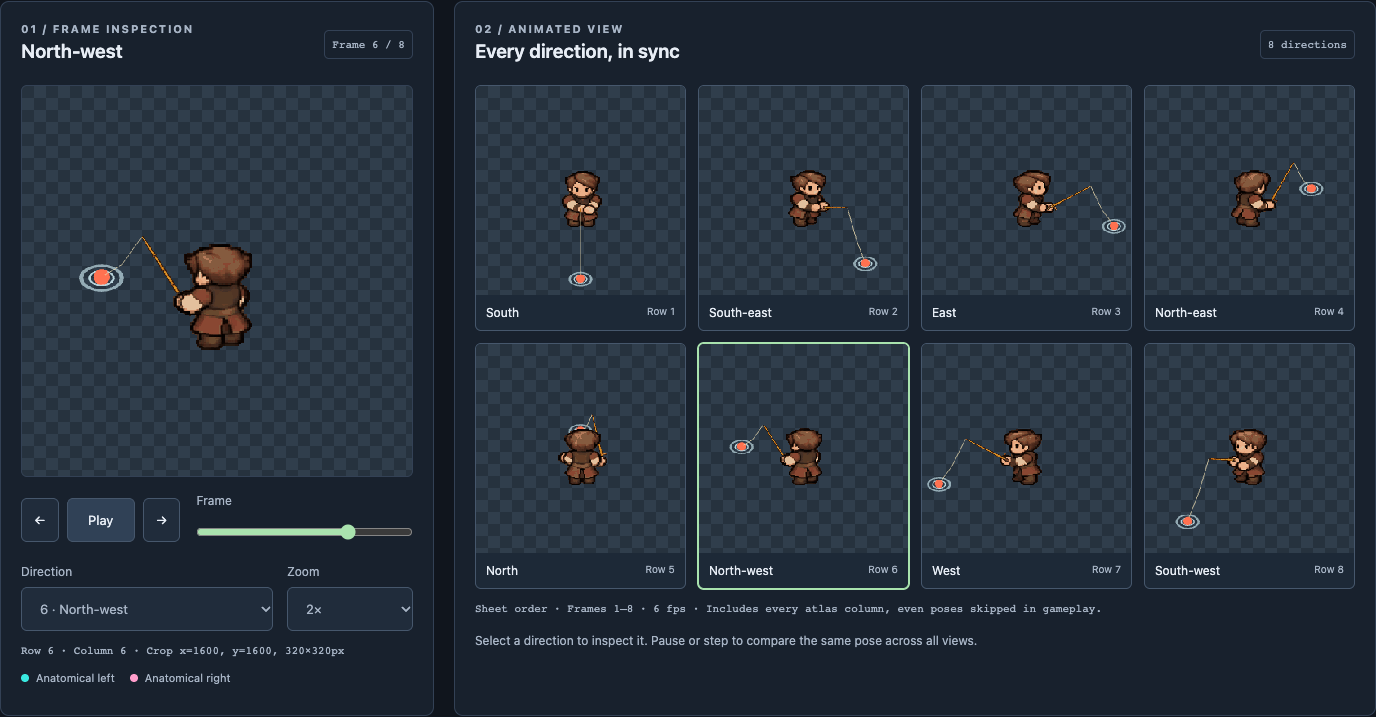 01 / FRAME INSPECTION
North-west
Frame 6 / 8
← Play →
Frame
Direction
Zoom
6 · North-west
2×
Row 6 · Column 6 · Crop x=1600, y=1600, 320×320px
Anatomical left
Anatomical right
02 / ANIMATED VIEW
Every direction, in sync
8 directions
South Row 1
South-east Row 2
East Row 3
North-east Row 4
North Row 5
North-west Row 6
West Row 7
South-west Row 8
Sheet order · Frames 1–8 · 6 fps · Includes every atlas column, even poses skipped in gameplay.
Select a direction to inspect it. Pause or step to compare the same pose across all views.